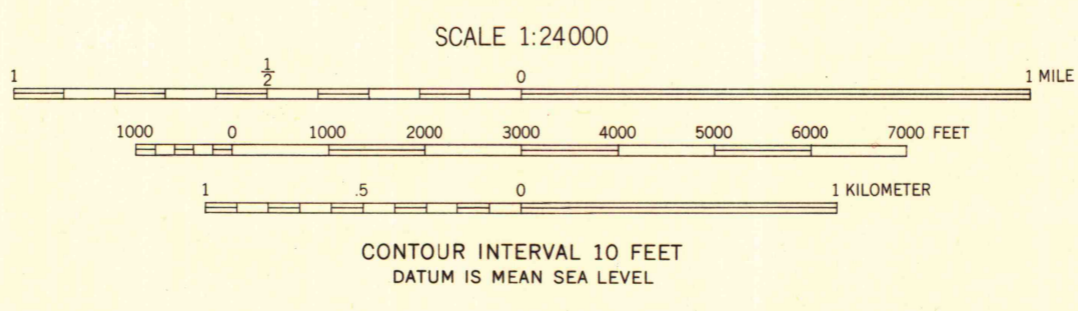 SCALE 1:24000
1 1/2 0 1 MILE
1000 0 1000 2000 3000 4000 5000 6000 7000 FEET
1 .5 0 1 KILOMETER
CONTOUR INTERVAL 10 FEET
DATUM IS MEAN SEA LEVEL